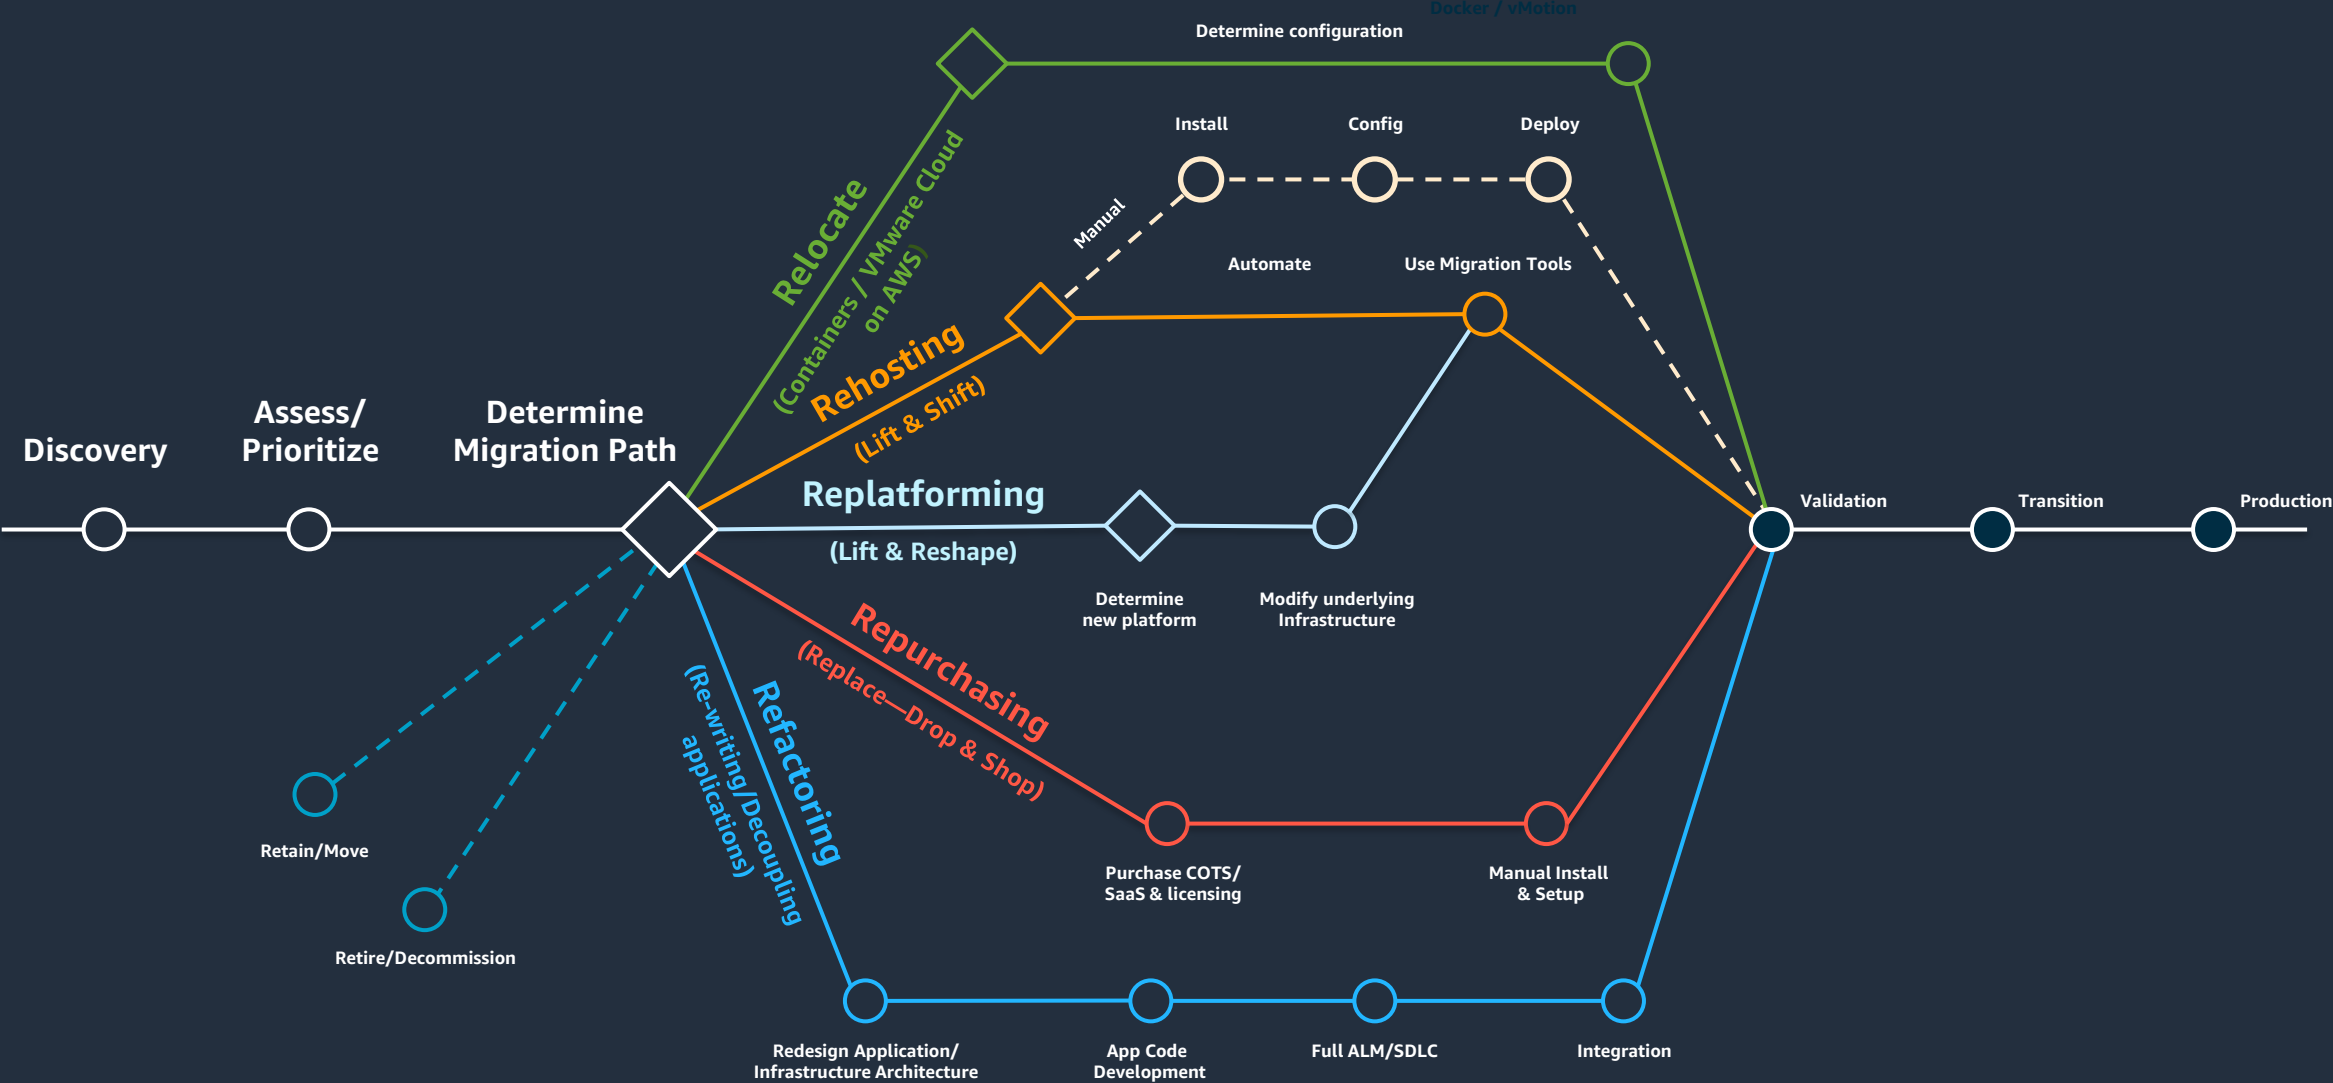 Docker / vMotion
Determine configuration
Install
Config
Deploy
Manual
Automate
Use Migration Tools
Relocate
(Containers / VMware Cloud
on AWS)
Rehosting
(Lift & Shift)
Discovery
Assess/
Prioritize
Determine
Migration Path
Replatforming
(Lift & Reshape)
Determine
new platform
Modify underlying
Infrastructure
Validation
Transition
Production
Repurchasing
(Replace—Drop & Shop)
Purchase COTS/
SaaS & licensing
Manual Install
& Setup
Refactoring
(Re-writing/Decoupling
applications)
Retain/Move
Retire/Decommission
Redesign Application/
Infrastructure Architecture
App Code
Development
Full ALM/SDLC
Integration